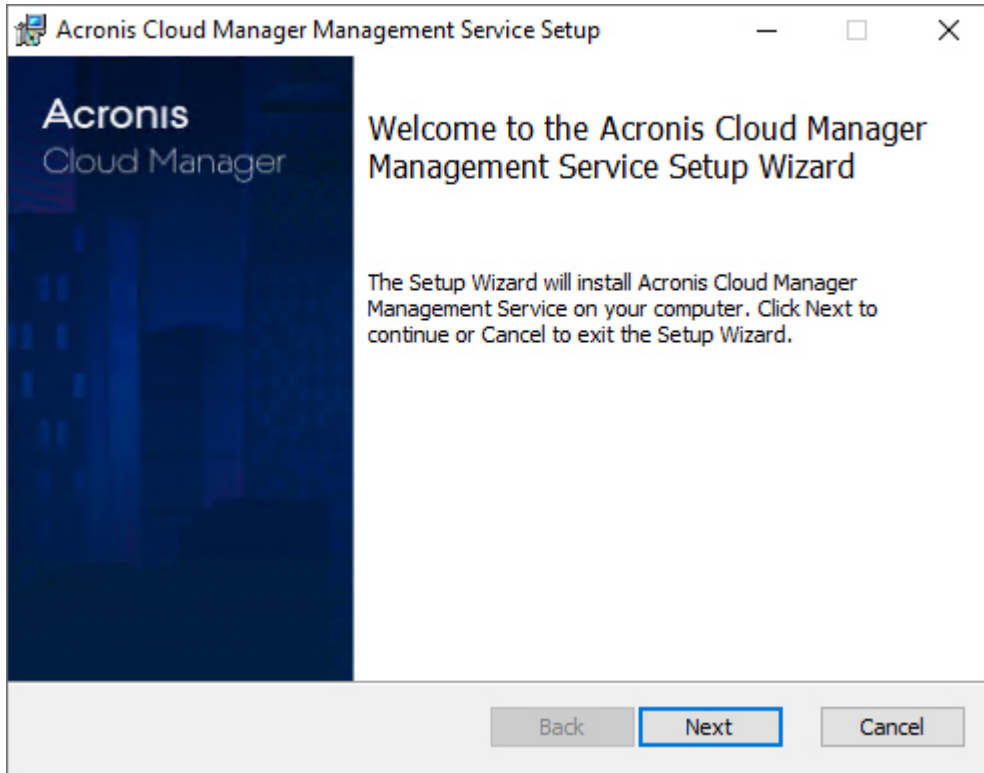 Acronis Cloud Manager Management Service Setup
Acronis
Cloud Manager
Welcome to the Acronis Cloud Manager
Management Service Setup Wizard
The Setup Wizard will install Acronis Cloud Manager
Management Service on your computer. Click Next to
continue or Cancel to exit the Setup Wizard.
Back Next Cancel